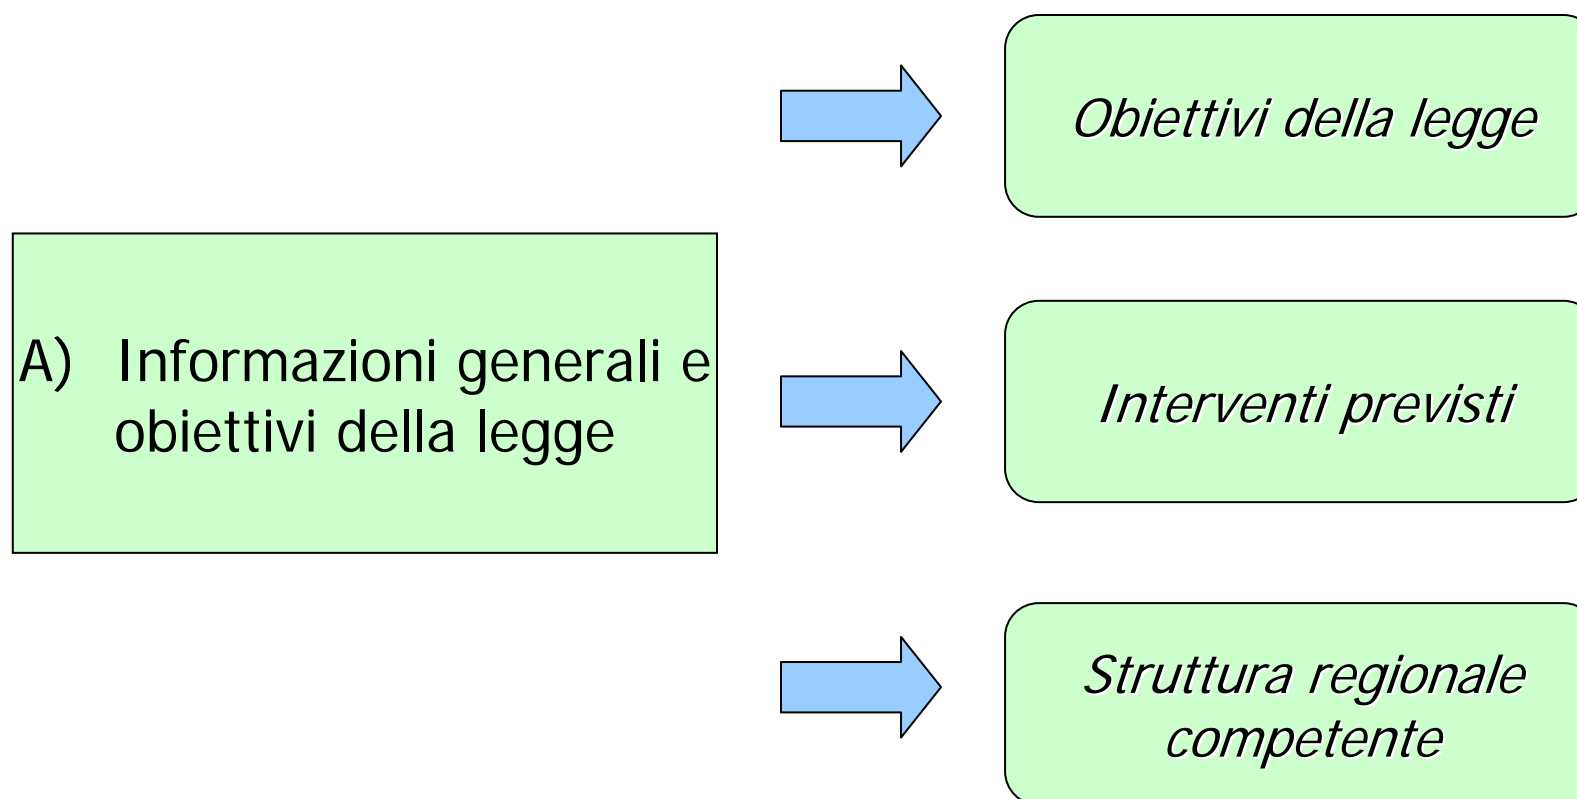 Obiettivi della legge
A) Informazioni generali e
obiettivi della legge
Interventi previsti
Struttura regionale
competente